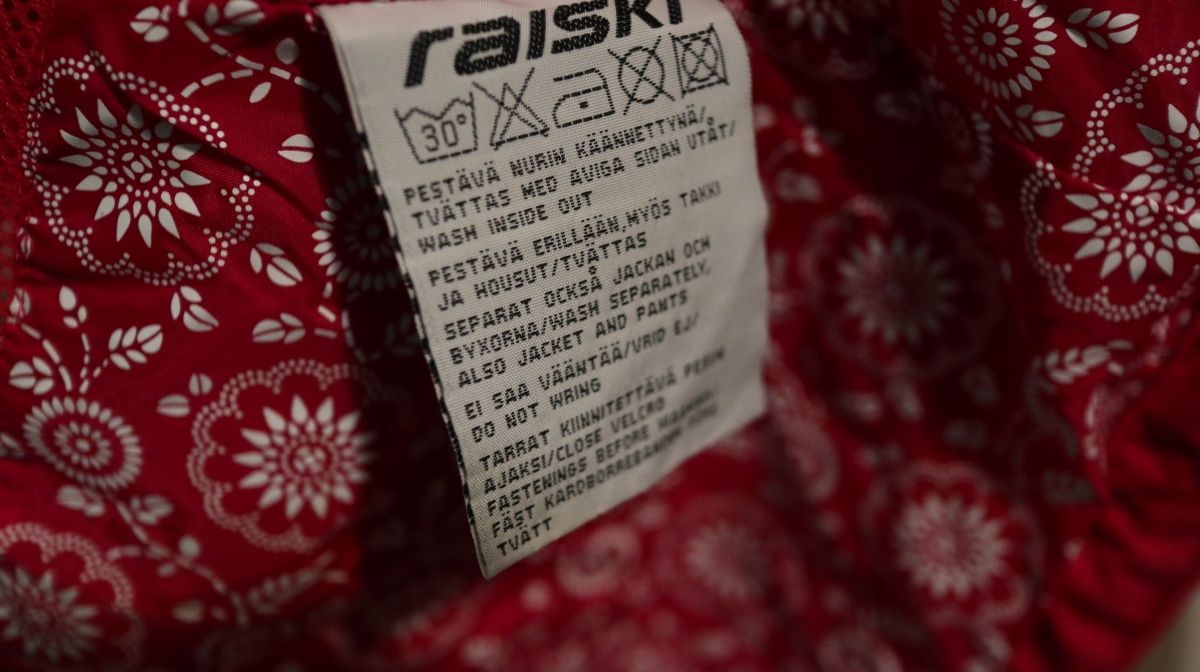 raiski
30°
PESTÄVÄ NURIN KÄÄNNETTYNÄ/
TVÄTTAS MED AVIGA SIDAN UTÅT/
WASH INSIDE OUT
PESTÄVÄ ERILLÄÄN,MYÖS TAKKI
JA HOUSUT/TVÄTTAS
SEPARAT OCKSÅ JACKAN OCH
BYXORNA/WASH SEPARATELY,
ALSO JACKET AND PANTS
EI SAA VÄÄNTÄÄ/VRID EJ/
DO NOT WRING
TARRAT KIINNITETTÄVÄ PESUN
AJAKSI/CLOSE VELCRO
FASTENINGS BEFORE WASHING/
FÄST KARDBORREBANDEN FÖRE
TVÄTT